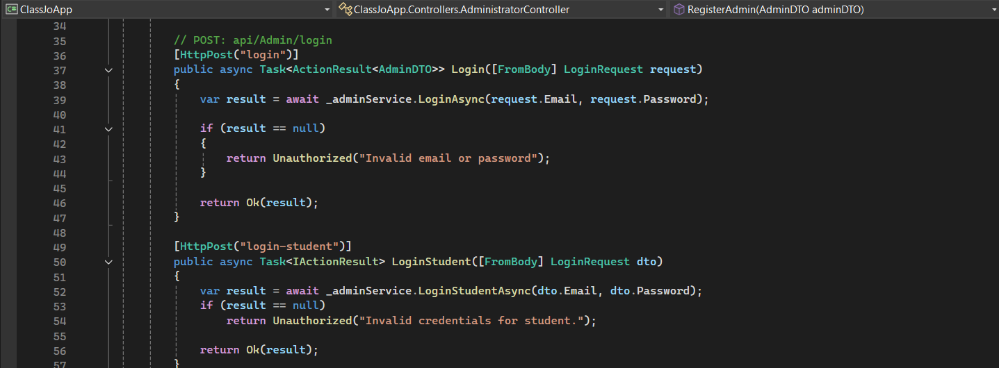 C# ClassJoApp ClassJoApp.Controllers.AdministratorController RegisterAdmin(AdminDTO adminDTO)
34
35 // POST: api/Admin/login
36 [HttpPost("login")]
37 public async Task<ActionResult<AdminDTO>> Login([FromBody] LoginRequest request)
38 {
39 var result = await _adminService.LoginAsync(request.Email, request.Password);
40
41 if (result == null)
42 {
43 return Unauthorized("Invalid email or password");
44 }
45
46 return Ok(result);
47 }
48
49 [HttpPost("login-student")]
50 public async Task<IActionResult> LoginStudent([FromBody] LoginRequest dto)
51 {
52 var result = await _adminService.LoginStudentAsync(dto.Email, dto.Password);
53 if (result == null)
54 return Unauthorized("Invalid credentials for student.");
55
56 return Ok(result);
57 }